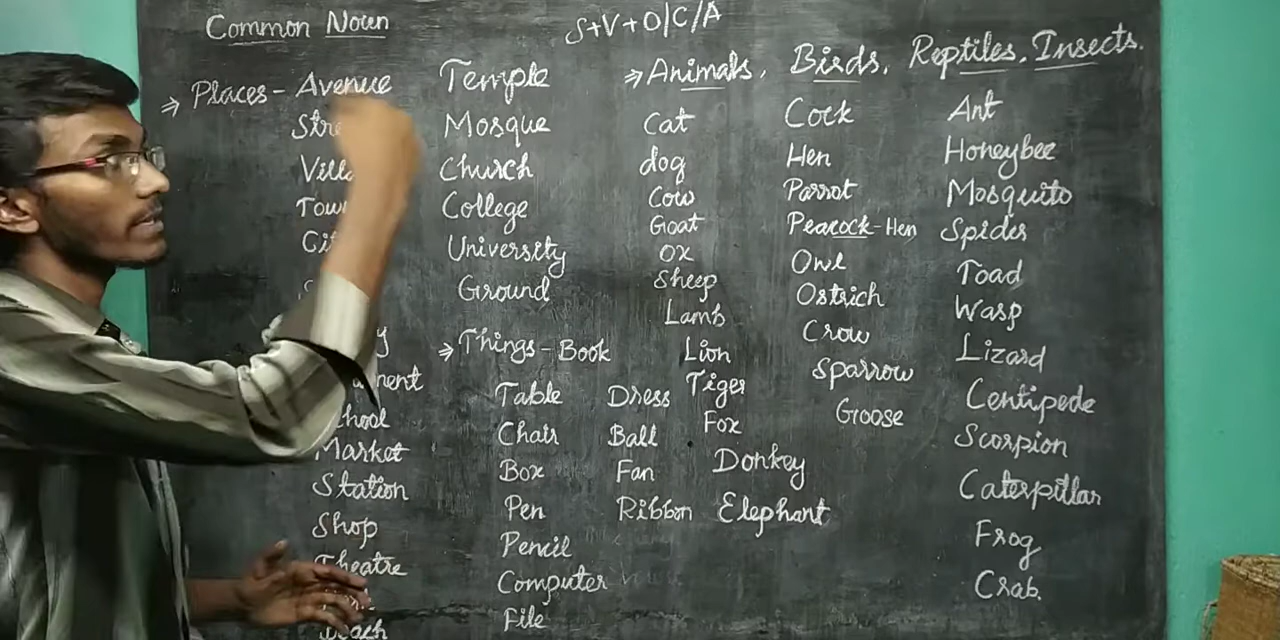 Common Noun
S+V+O/C/A
⇒ Places - Avenue
Market
Station
Shop
Theatre
Temple
Mosque
Church
College
University
Ground
⇒ Things - Book
Table
Chair
Box
Pen
Pencil
Computer
File
Dress
Ball
Fan
Ribbon
⇒ Animals, Birds, Reptiles, Insects.
Cat
dog
Cow
Goat
Ox
Sheep
Lamb
Lion
Tiger
Fox
Donkey
Elephant
Cock
Hen
Parrot
Peacock-Hen
Owl
Ostrich
Crow
Sparrow
Goose
Ant
Honeybee
Mosquito
Spider
Toad
Wasp
Lizard
Centipede
Scorpion
Caterpillar
Frog
Crab.